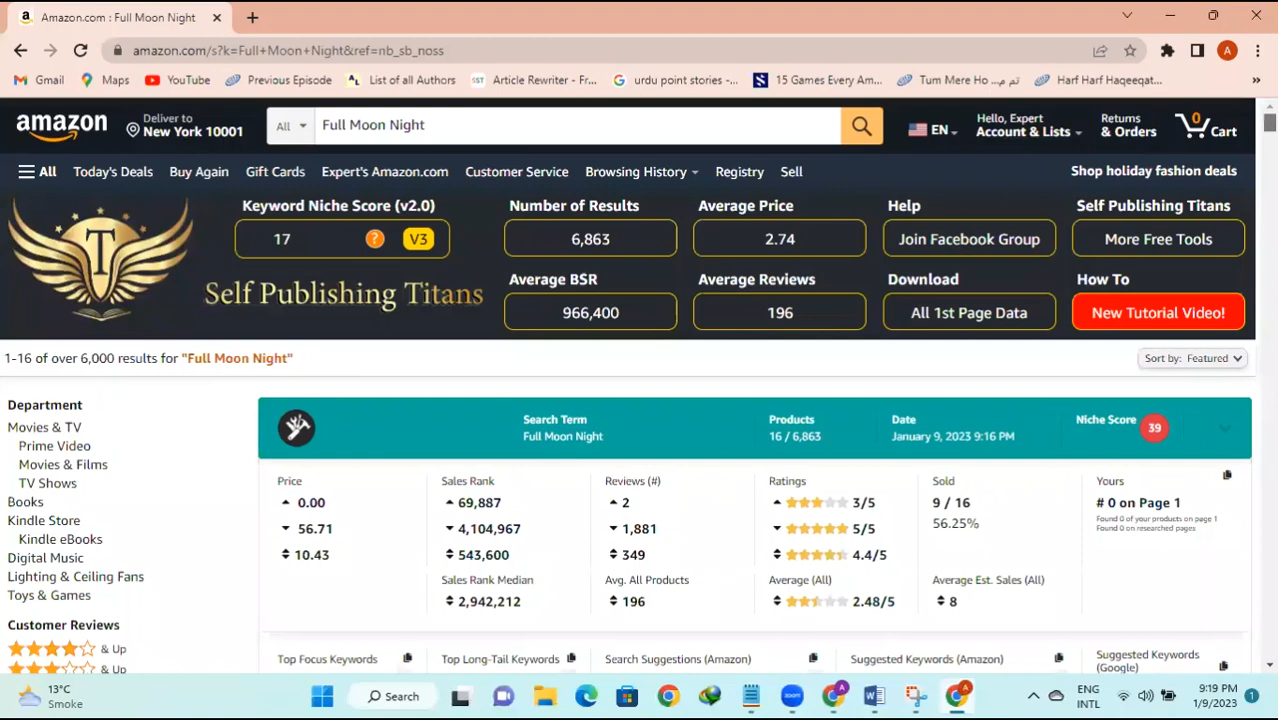 Amazon.com : Full Moon Night
amazon.com/s?k=Full+Moon+Night&ref=nb_sb_noss
A
Gmail
Maps
YouTube
Previous Episode
List of all Authors
Article Rewriter - Fr...
urdu point stories -...
15 Games Every Am...
Tum Mere Ho ...تم م
Harf Harf Haqeeqat...
amazon
Deliver to
New York 10001
All
Full Moon Night
EN
Hello, Expert
Account & Lists
Returns
& Orders
0
Cart
All
Today's Deals
Buy Again
Gift Cards
Expert's Amazon.com
Customer Service
Browsing History
Registry
Sell
Shop holiday fashion deals
T
Self Publishing Titans
Keyword Niche Score (v2.0)
17
?
V3
Number of Results
6,863
Average Price
2.74
Help
Join Facebook Group
Self Publishing Titans
More Free Tools
Average BSR
966,400
Average Reviews
196
Download
All 1st Page Data
How To
New Tutorial Video!
1-16 of over 6,000 results for "Full Moon Night"
Sort by: Featured
Department
Movies & TV
Prime Video
Movies & Films
TV Shows
Books
Kindle Store
Kindle eBooks
Digital Music
Lighting & Ceiling Fans
Toys & Games
Customer Reviews
& Up
& Up
Search Term
Full Moon Night
Products
16 / 6,863
Date
January 9, 2023 9:16 PM
Niche Score
39
Price
0.00
56.71
10.43
Sales Rank
69,887
4,104,967
543,600
Sales Rank Median
2,942,212
Reviews (#)
2
1,881
349
Avg. All Products
196
Ratings
3/5
5/5
4.4/5
Average (All)
2.48/5
Sold
9 / 16
56.25%
Average Est. Sales (All)
8
Yours
# 0 on Page 1
Found 0 of your products on page 1
Found 0 on researched pages
Top Focus Keywords
Top Long-Tail Keywords
Search Suggestions (Amazon)
Suggested Keywords (Amazon)
Suggested Keywords
(Google)
13°C
Smoke
Search
ENG
INTL
9:19 PM
1/9/2023
1